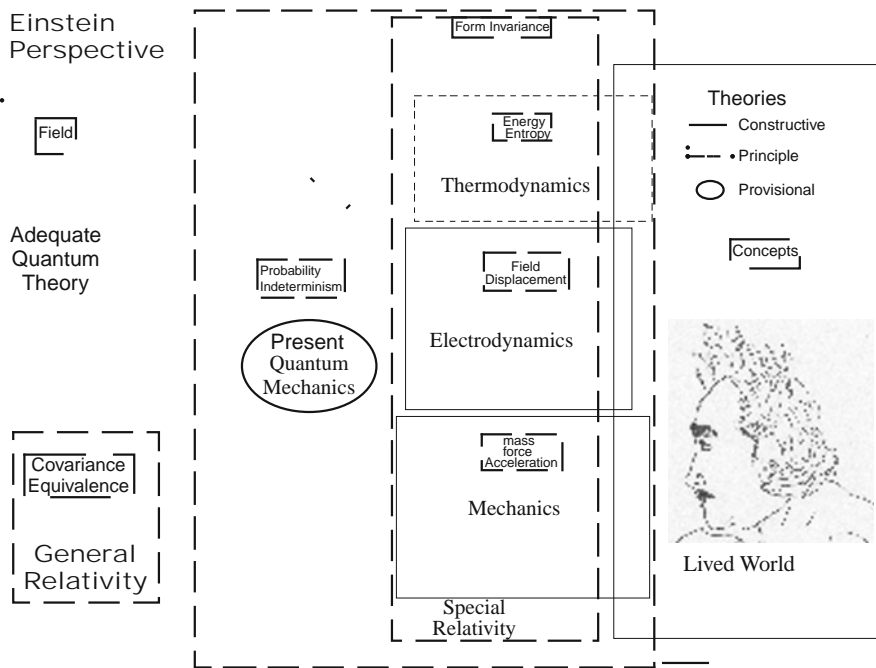 Einstein
Perspective
Field
Adequate
Quantum
Theory
Covariance
Equivalence
General
Relativity
Probability
Indeterminism
Present
Quantum
Mechanics
Form Invariance
Energy
Entropy
Thermodynamics
Field
Displacement
Electrodynamics
mass
force
Acceleration
Mechanics
Special
Relativity
Theories
Constructive
Principle
Provisional
Concepts
Lived World